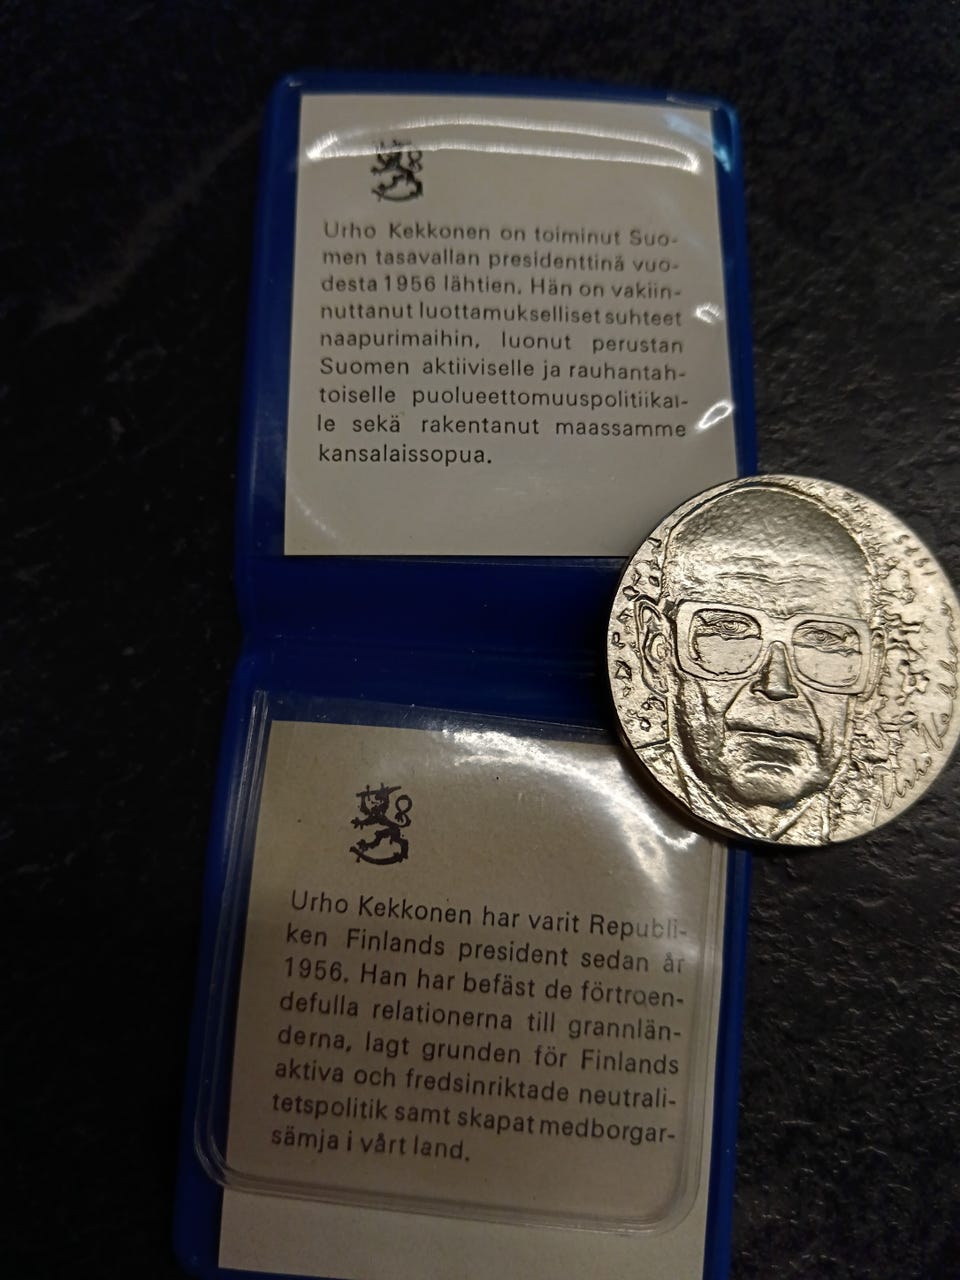 Urho Kekkonen on toiminut Suo-
men tasavallan presidenttinä vuo-
desta 1956 lähtien. Hän on vakiin-
nuttanut luottamukselliset suhteet
naapurimaihin, luonut perustan
Suomen aktiiviselle ja rauhantah-
toiselle puolueettomuuspolitiikal-
le sekä rakentanut maassamme
kansalaissopua.
1975
Urho Kekkonen har varit Republi-
ken Finlands president sedan år
1956. Han har befäst de förtroen-
defulla relationerna till grannlän-
derna, lagt grunden för Finlands
aktiva och fredsinriktade neutrali-
tetspolitik samt skapat medborgar-
sämja i vårt land.